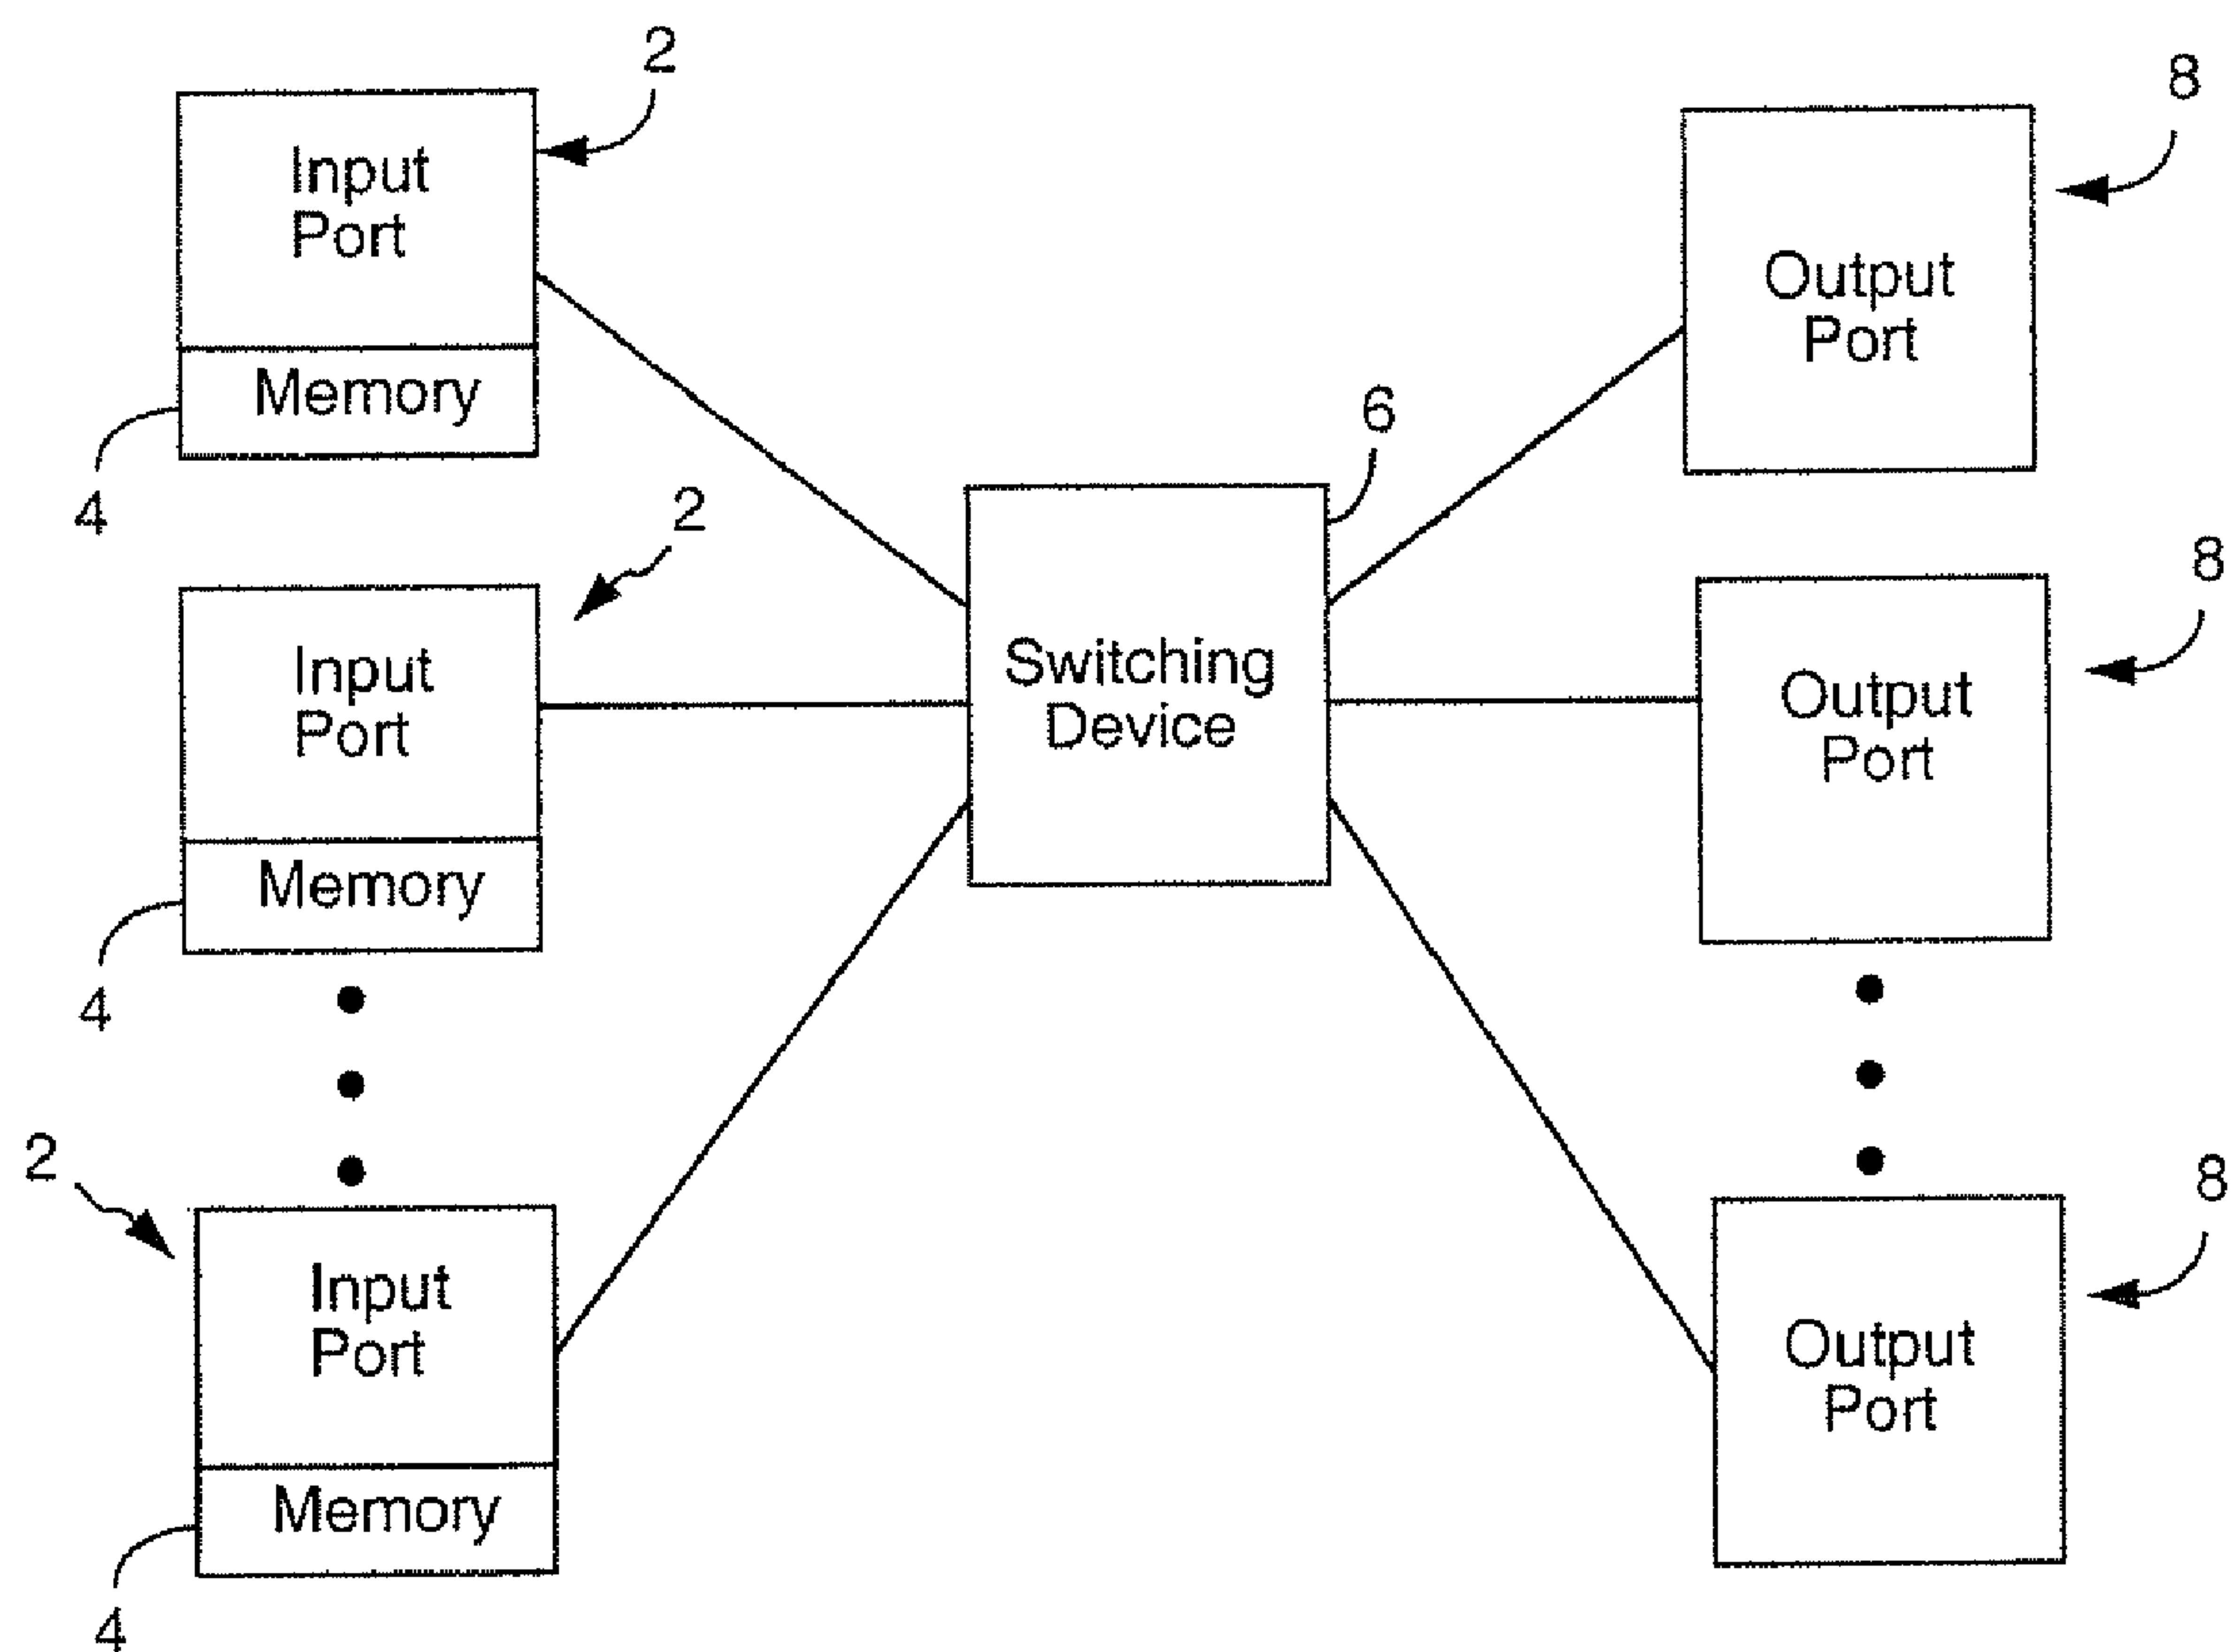 2
Input
Port
Memory
4
2
Input
Port
Memory
4
2
Input
Port
Memory
4
6
Switching
Device
8
Output
Port
8
Output
Port
8
Output
Port